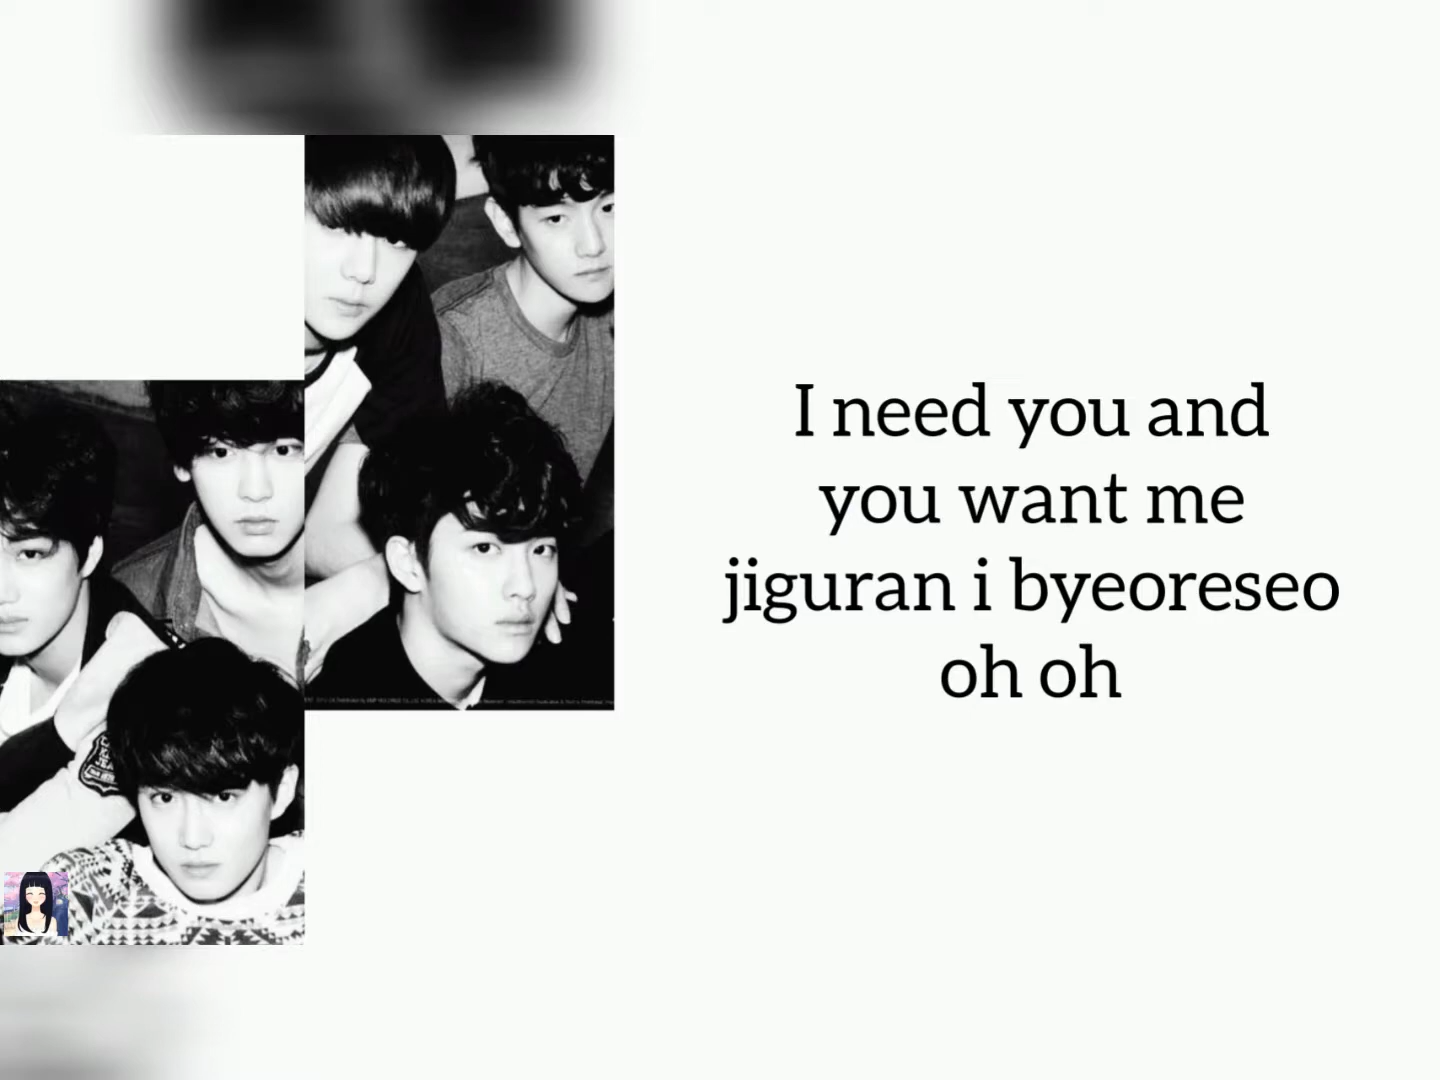 I need you and
you want me
jiguran i byeoreseo
oh oh